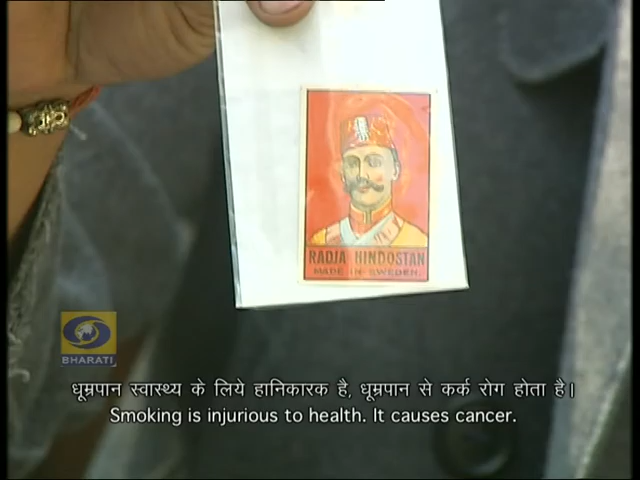 RADJA HINDOSTAN
MADE IN SWEDEN.
BHARATI
धूम्रपान स्वास्थ्य के लिये हानिकारक है, धूम्रपान से कर्क रोग होता है।
Smoking is injurious to health. It causes cancer.